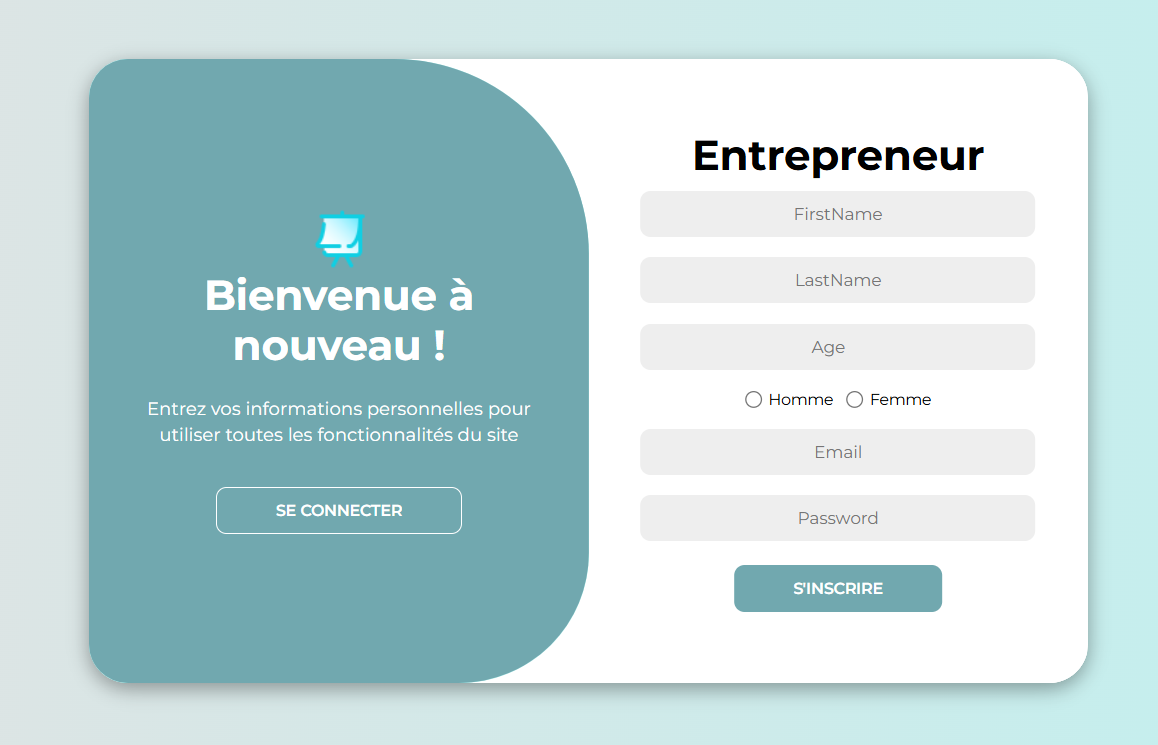 Bienvenue à
nouveau !
Entrez vos informations personnelles pour
utiliser toutes les fonctionnalités du site
SE CONNECTER
Entrepreneur
FirstName
LastName
Age
Homme Femme
Email
Password
S'INSCRIRE